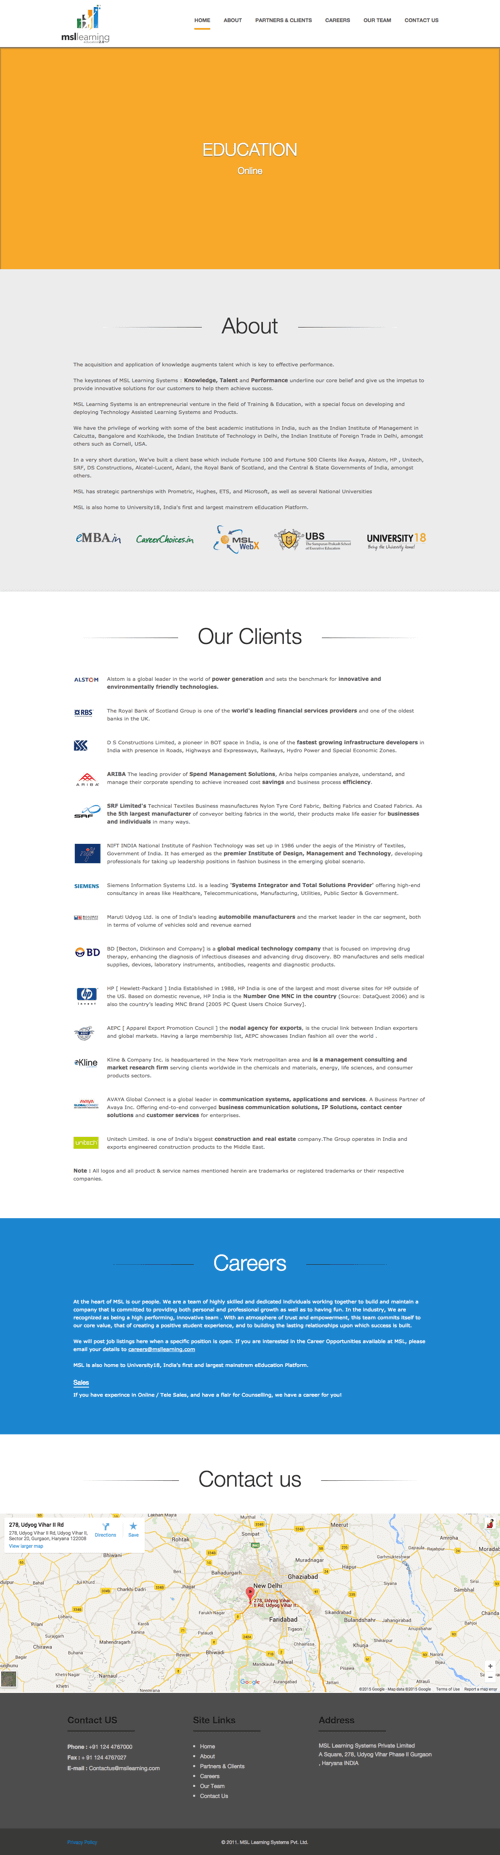 msllearning
HOME ABOUT PARTNERS & CLIENTS CAREERS OUR TEAM CONTACT US
EDUCATION
Online
About
The acquisition and application of knowledge augments talent which is key to effective performance.
The keystones of MSL Learning Systems : Knowledge, Talent and Performance underline our core belief and give us the impetus to
provide innovative solutions for our customers to help them achieve success.
MSL Learning Systems is an entrepreneurial venture in the field of Training & Education, with a special focus on developing and
deploying Technology Assisted Learning Systems and Products.
We have the privilege of working with some of the best academic institutions in India, such as the Indian Institute of Management in
Calcutta, Bangalore and Kozhikode, the Indian Institute of Technology in Delhi, the Indian Institute of Foreign Trade in Delhi, amongst
others such as Cornell, USA.
In a very short duration, We've built a client base which include Fortune 100 and Fortune 500 Clients like Avaya, Alstom, HP , Unitech,
SRF, DS Constructions, Alcatel-Lucent, Adani, the Royal Bank of Scotland, and the Central & State Governments of India, amongst
others.
MSL has strategic partnerships with Prometric, Hughes, ETS, and Microsoft, as well as several National Universities
MSL is also home to University18, India's first and largest mainstrem eEducation Platform.
eMBA.in CareerChoices.in MSL WebX UBS UNIVERSITY18
Being the University board
Our Clients
ALSTOM Alstom is a global leader in the world of power generation and sets the benchmark for innovative and
environmentally friendly technologies.
RBS The Royal Bank of Scotland Group is one of the world's leading financial services providers and one of the oldest
banks in the UK.
D S Constructions Limited, a pioneer in BOT space in India, is one of the fastest growing infrastructure developers in
India with presence in Roads, Highways and Expressways, Railways, Hydro Power and Special Economic Zones.
ARIBA The leading provider of Spend Management Solutions, Ariba helps companies analyze, understand, and
manage their corporate spending to achieve increased cost savings and business process efficiency.
ARIBA
SRF Limited's Technical Textiles Business masnufectures Nylon Tyre Cord Fabric, Belting Fabrics and Coated Fabrics. As
SRF the 5th largest manufacturer of conveyor belting fabrics in the world, their products make life easier for businesses
and individuals in many ways.
NIFT INDIA National Institute of Fashion Technology was set up in 1986 under the aegis of the Ministry of Textiles,
Government of India. It has emerged as the premier Institute of Design, Management and Technology, developing
professionals for taking up leadership positions in fashion business in the emerging global scenario.
SIEMENS Siemens Information Systems Ltd. is a leading 'Systems Integrator and Total Solutions Provider' offering high-end
consultancy in areas like Healthcare, Telecommunications, Manufacturing, Utilities, Public Sector & Government.
Maruti Udyog Ltd. is one of India's leading automobile manufacturers and the market leader in the car segment, both
in terms of volume of vehicles sold and revenue earned
BD BD [Becton, Dickinson and Company] is a global medical technology company that is focused on improving drug
therapy, enhancing the diagnosis of infectious diseases and advancing drug discovery. BD manufactures and sells medical
supplies, devices, laboratory instruments, antibodies, reagents and diagnostic products.
HP [ Hewlett-Packard ] India Established in 1988, HP India is one of the largest and most diverse sites for HP outside of
hp the US. Based on domestic revenue, HP India is the Number One MNC in the country (Source: DataQuest 2006) and is
invent also the country's leading MNC Brand [2005 PC Quest Users Choice Survey].
AEPC [ Apparel Export Promotion Council ] the nodal agency for exports, is the crucial link between Indian exporters
and global markets. Having a large membership list, AEPC showcases Indian fashion all over the world .
Kline Kline & Company Inc. is headquartered in the New York metropolitan area and is a management consulting and
market research firm serving clients worldwide in the chemicals and materials, energy, life sciences, and consumer
products sectors.
AVAYA AVAYA Global Connect is a global leader in communication systems, applications and services. A Business Partner of
Avaya Inc. Offering end-to-end converged business communication solutions, IP Solutions, contact center
solutions and customer services for enterprises.
unitech Unitech Limited. is one of India's biggest construction and real estate company.The Group operates in India and
exports engineered construction products to the Middle East.
Note : All logos and all product & service names mentioned herein are trademarks or registered trademarks or their respective
companies.
Careers
At the heart of MSL is our people. We are a team of highly skilled and dedicated individuals working together to build and maintain a
company that is committed to providing both personal and professional growth as well as to having fun. In the industry, We are
recognized as being a high performing, innovative team . With an atmosphere of trust and empowerment, this team commits itself to
our core value, that of creating a positive student experience, and to building the lasting relationships upon which success is built.
We will post job listings here when a specific position is open. If you are interested in the Career Opportunities available at MSL, please
email your details to careers@msllearning.com
MSL is also home to University18, India's first and largest mainstrem eEducation Platform.
Sales
If you have experince in Online / Tele Sales, and have a flair for Counselling, we have a career for you!
Contact us
278, Udyog Vihar II Rd
278, Udyog Vihar II Rd, Udyog Vihar II,
Sector 20, Gurgaon, Haryana 122008
View larger map
Directions Save
Meerut
Rohtak
Sonipat
Bahadurgarh
Muradnagar
Hapur
Ghaziabad
New Delhi
278, Udyog Vihar
II Rd, Udyog Vihar II...
Faridabad
Sikandarabad
Bulandshahr
Jahangirabad
Bhiwani
Jhajjar
Amroha
Sambhal
Chandausi
Rewari
Bhiwadi
Sohna
Khurja
Narnaul
Palwal
Mandkola
Google
©2015 Google - Map data ©2015 Google Terms of Use Report a map error
Contact US Site Links Address
Phone : +91 124 4767000
Fax : + 91 124 4767027
E-mail : Contactus@msllearning.com
Home
About
Partners & Clients
Careers
Our Team
Contact Us
MSL Learning Systems Private Limited
A Square, 278, Udyog Vihar Phase II Gurgaon
, Haryana INDIA
Privacy Policy © 2011. MSL Learning Systems Pvt. Ltd.